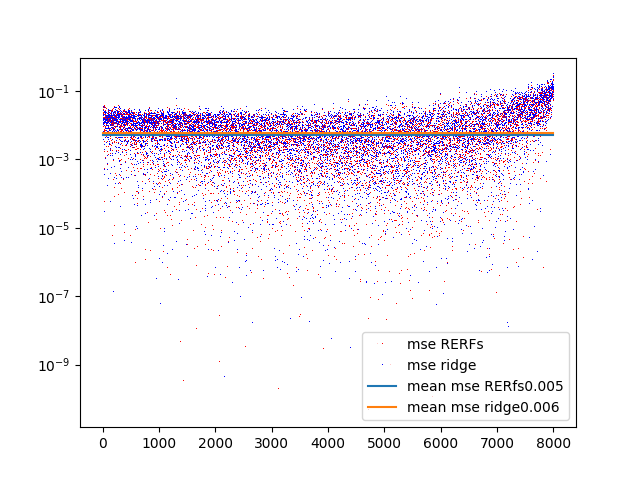 10⁻¹
10⁻³
10⁻⁵
10⁻⁷
10⁻⁹
mse RERFs
mse ridge
mean mse RERfs0.005
mean mse ridge0.006
0 1000 2000 3000 4000 5000 6000 7000 8000